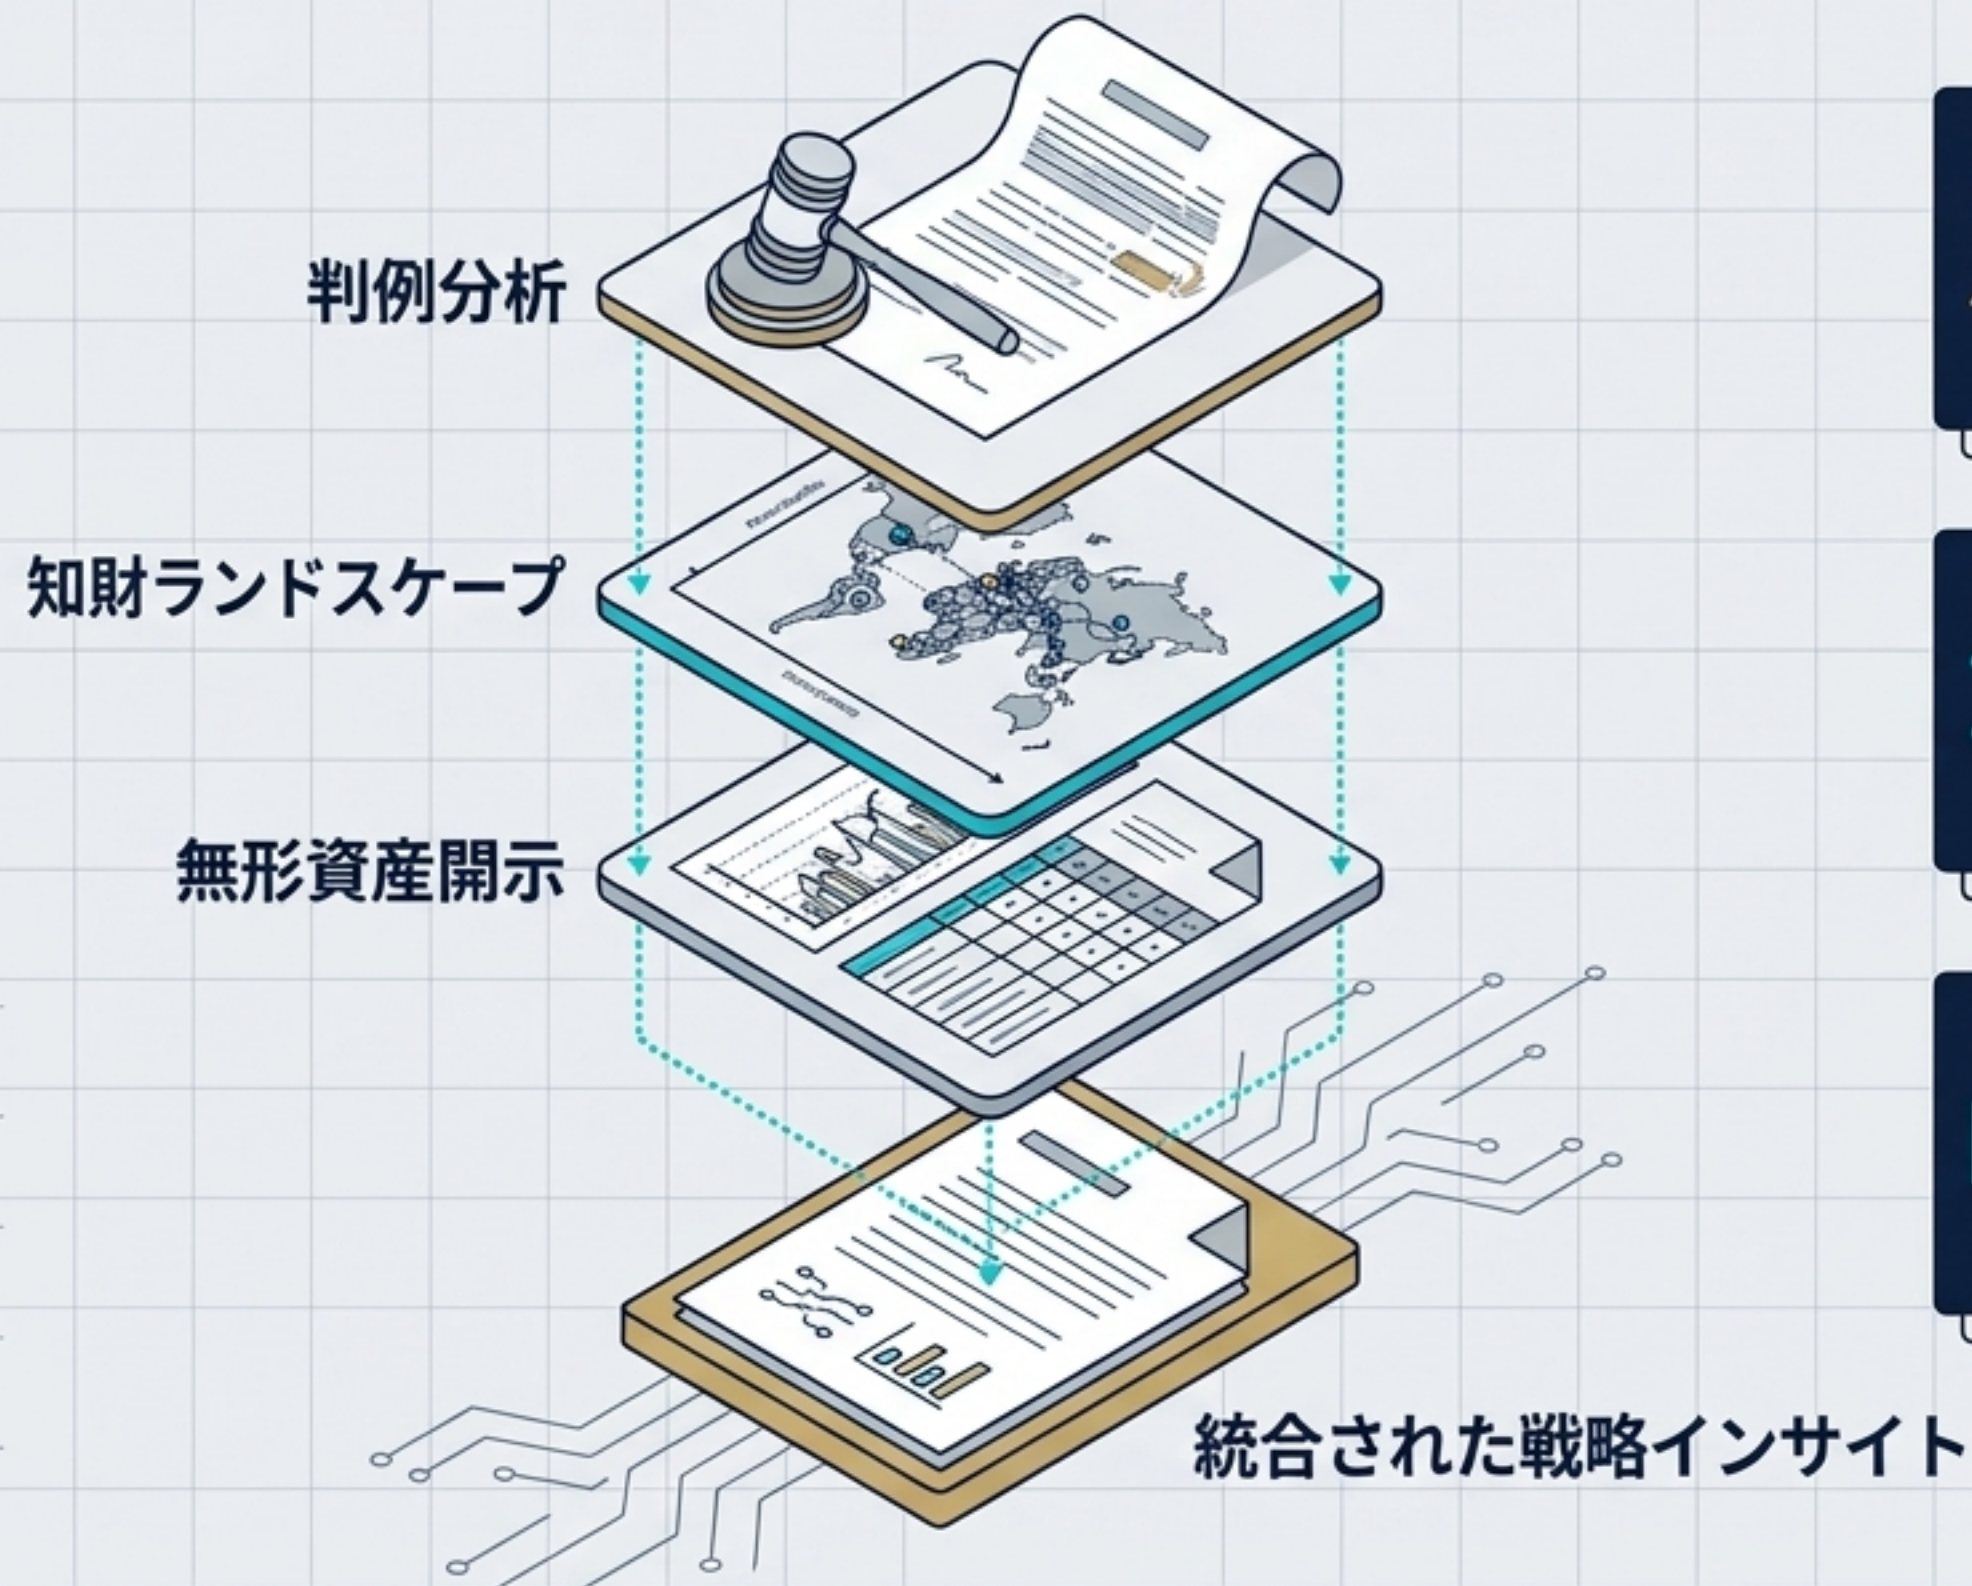 判例分析
知財ランドスケープ
無形資産開示
統合された戦略インサイト